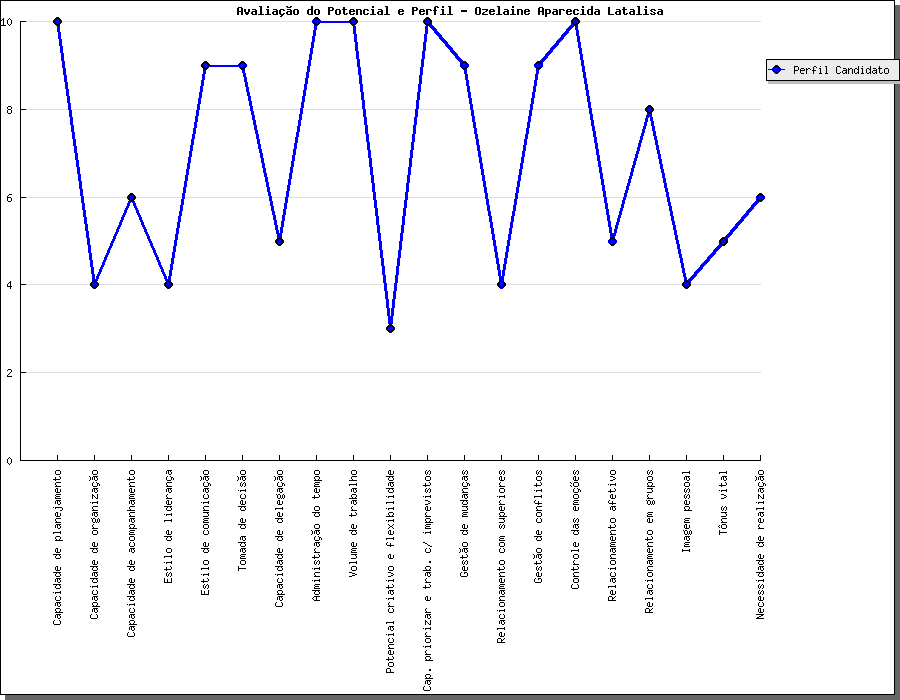 Avaliação do Potencial e Perfil - Ozelaine Aparecida Latalisa
Perfil Candidato
10
8
6
4
2
0
Capacidade de planejamento
Capacidade de organização
Capacidade de acompanhamento
Estilo de liderança
Estilo de comunicação
Tomada de decisão
Capacidade de delegação
Administração do tempo
Volume de trabalho
Potencial criativo e flexibilidade
Cap. priorizar e trab. c/ imprevistos
Gestão de mudanças
Relacionamento com superiores
Gestão de conflitos
Controle das emoções
Relacionamento afetivo
Relacionamento em grupos
Imagem pessoal
Tônus vital
Necessidade de realização